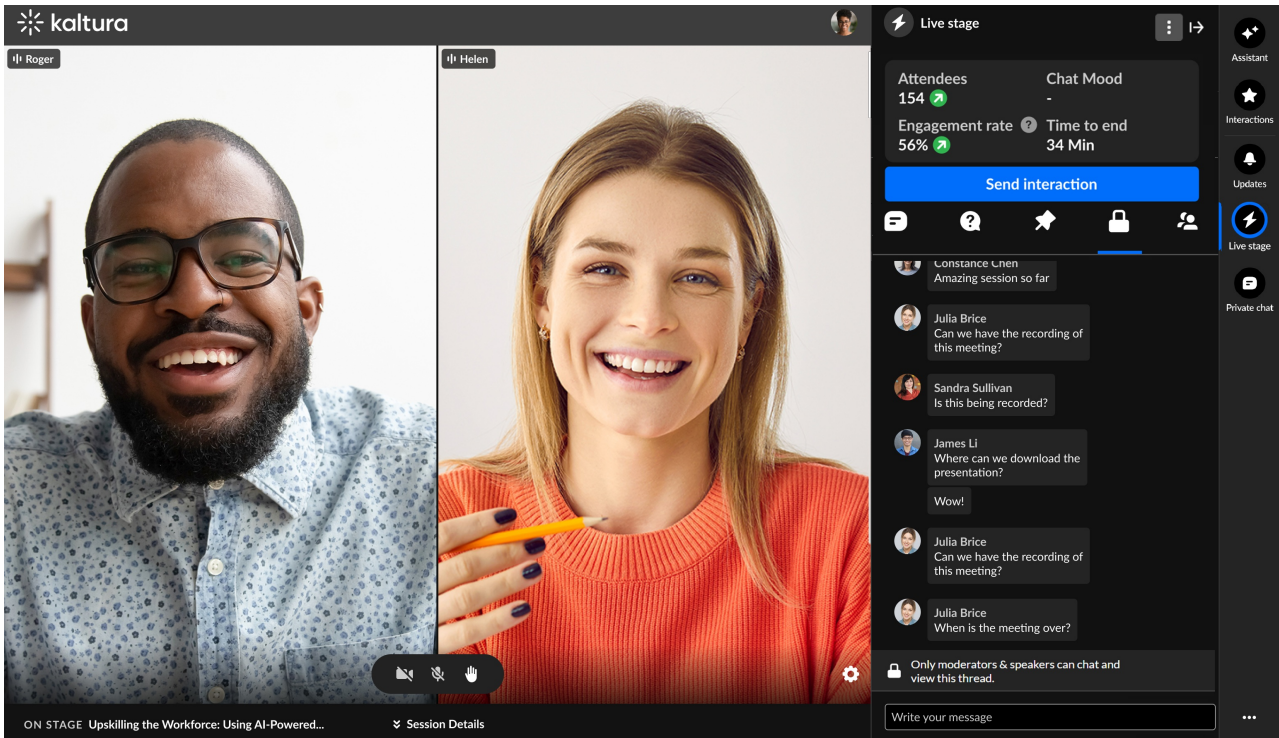 kaltura
Roger
Helen
Live stage
Attendees
154
Chat Mood
-
Engagement rate ?
56%
Time to end
34 Min
Send interaction
Constance Chen
Amazing session so far
Julia Brice
Can we have the recording of
this meeting?
Sandra Sullivan
Is this being recorded?
James Li
Where can we download the
presentation?
Wow!
Julia Brice
Can we have the recording of
this meeting?
Julia Brice
When is the meeting over?
Only moderators & speakers can chat and
view this thread.
Write your message
Assistant
Interactions
Updates
Live stage
Private chat
ON STAGE Upskilling the Workforce: Using AI-Powered...
Session Details